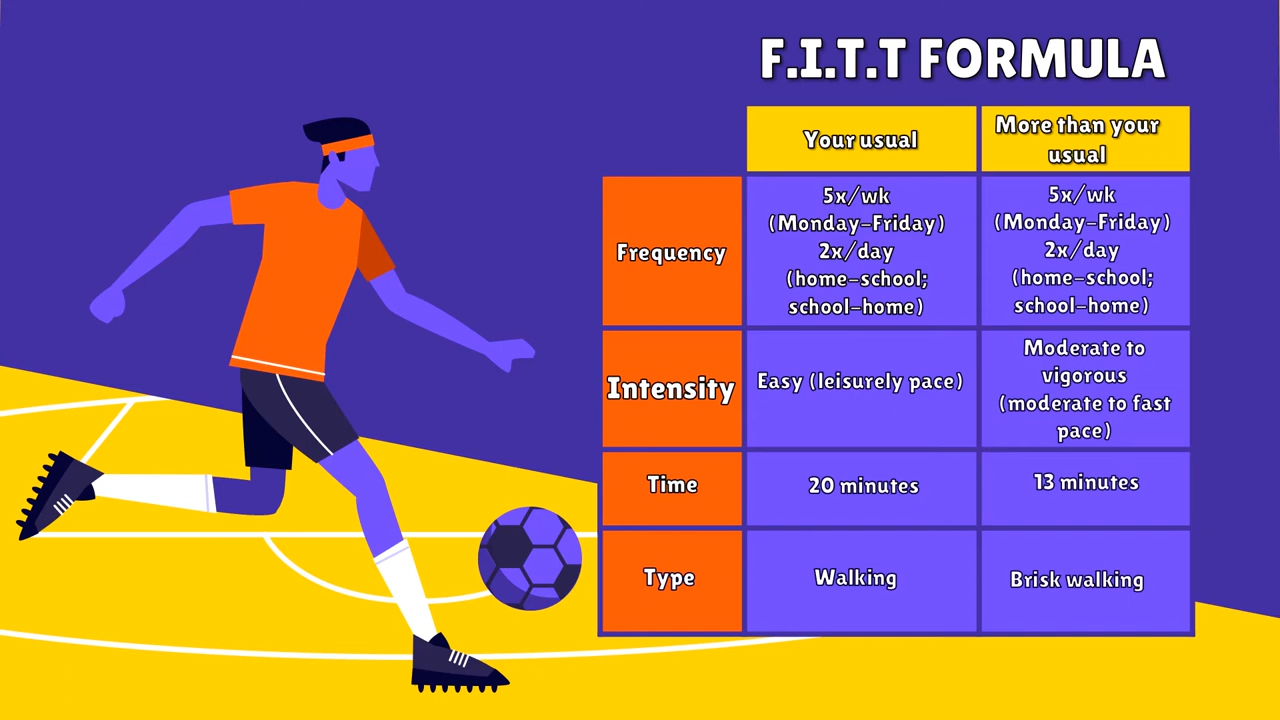 F.I.T.T FORMULA
Your usual
More than your
usual
Frequency
5x/wk
(Monday-Friday)
2x/day
(home-school;
school-home)
5x/wk
(Monday-Friday)
2x/day
(home-school;
school-home)
Intensity
Easy (leisurely pace)
Moderate to
vigorous
(moderate to fast
pace)
Time
20 minutes
13 minutes
Type
Walking
Brisk walking